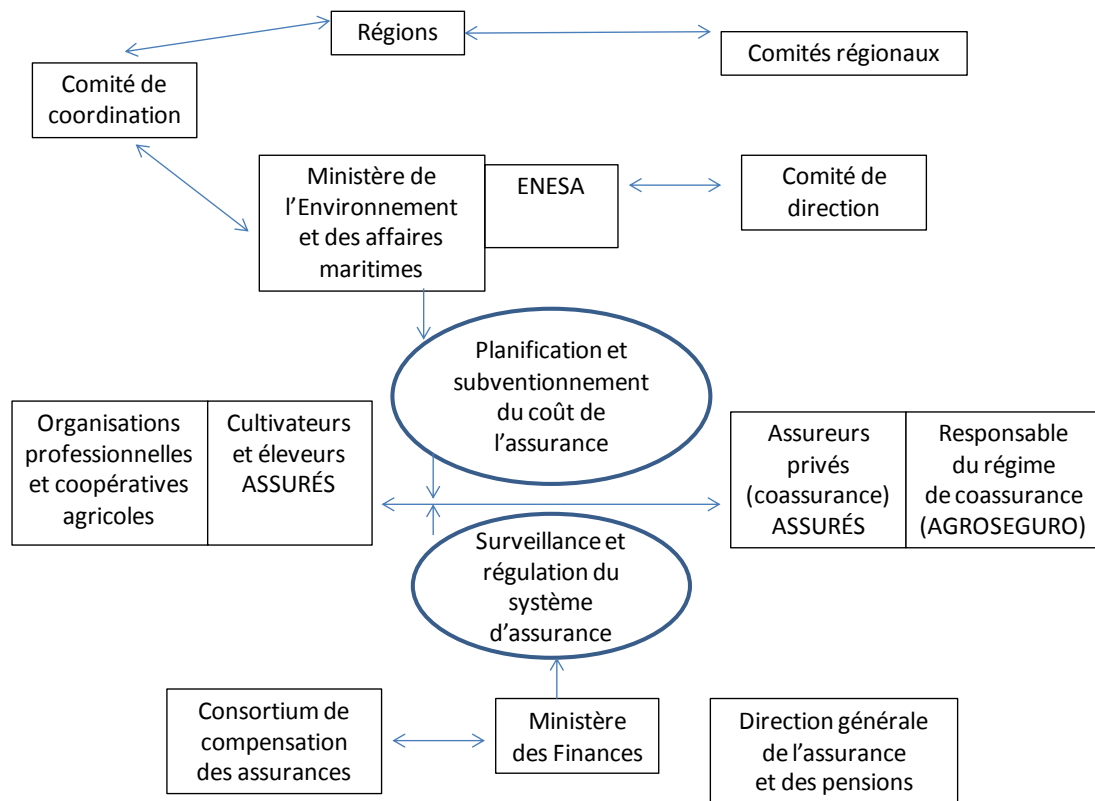 Régions
Comités régionaux
Comité de
coordination
Ministère de
l'Environnement
et des affaires
maritimes
ENESA
Comité de
direction
Planification et
subventionnement
du coût de
l'assurance
Organisations
professionnelles
et coopératives
agricoles
Cultivateurs
et éleveurs
ASSURÉS
Assureurs
privés
(coassurance)
ASSURÉS
Responsable
du régime
de coassurance
(AGROSEGURO)
Surveillance et
régulation du
système
d'assurance
Consortium de
compensation
des assurances
Ministère
des Finances
Direction générale
de l'assurance
et des pensions